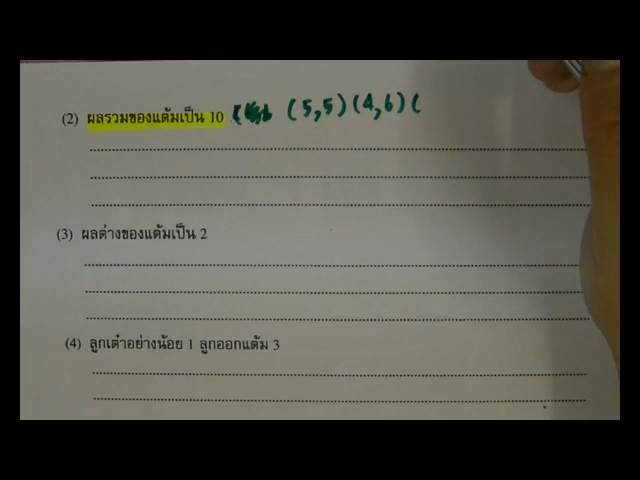 (2) ผลรวมของแต้มเป็น 10 (5,5) (4,6) (
(3) ผลต่างของแต้มเป็น 2
(4) ลูกเต๋าอย่างน้อย 1 ลูกออกแต้ม 3